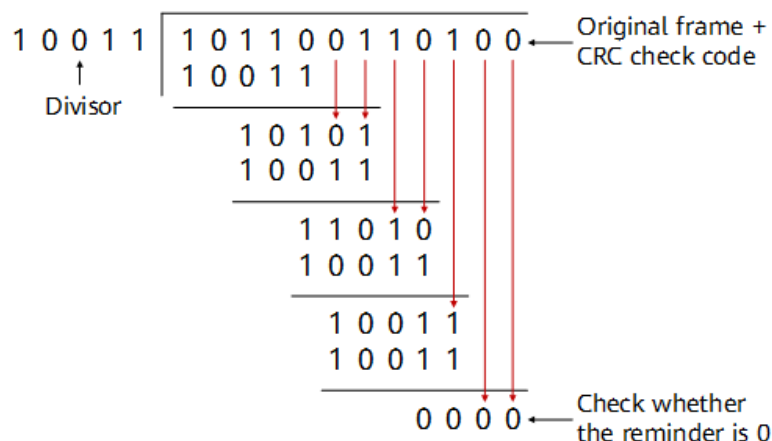 1 0 0 1 1 1 0 1 1 0 0 1 1 0 1 0 0 Original frame +
CRC check code
1 0 0 1 1
Divisor
1 0 1 0 1
1 0 0 1 1
1 1 0 1 0
1 0 0 1 1
1 0 0 1 1
1 0 0 1 1
0 0 0 0 Check whether
the reminder is 0